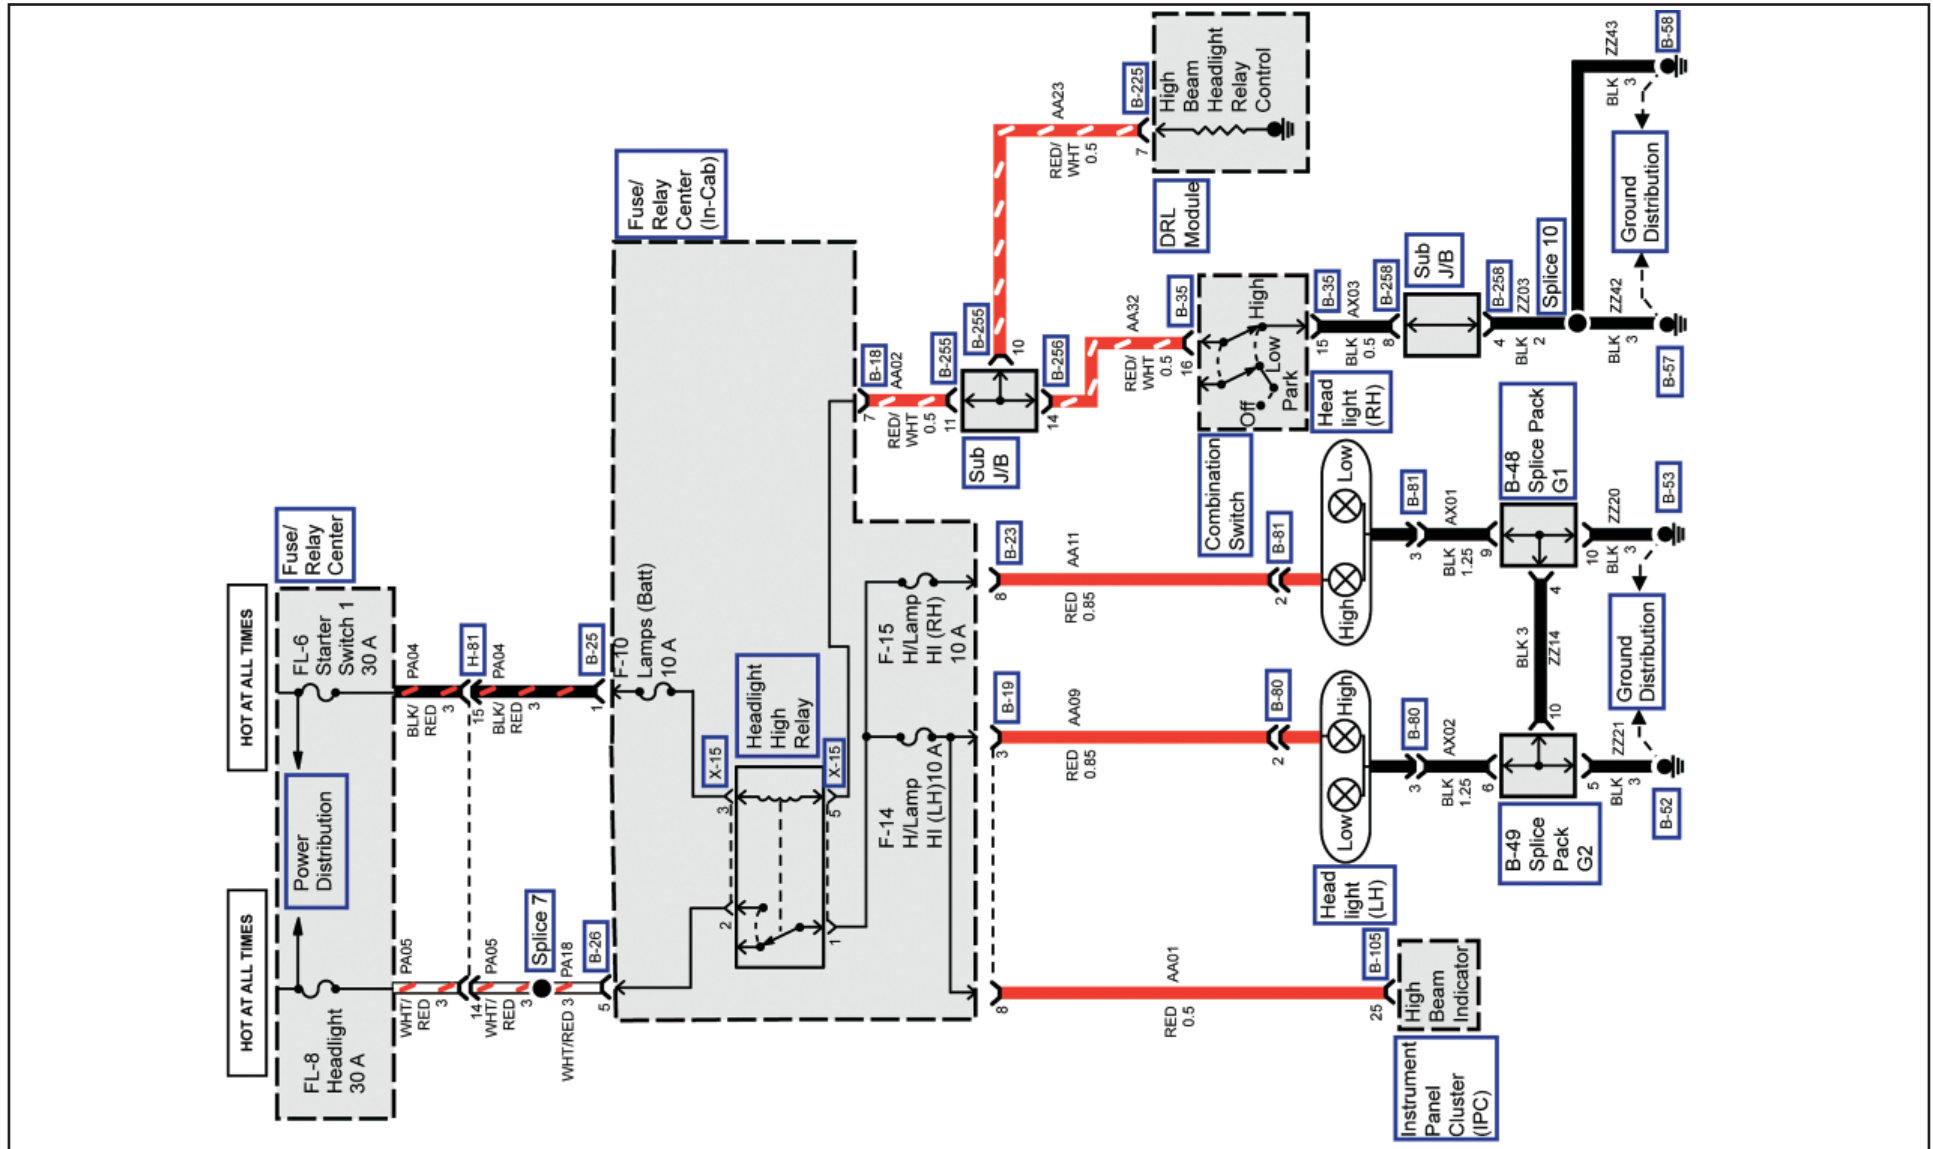 HOT AT ALL TIMES
HOT AT ALL TIMES
FL-8
Headlight
30 A
Power
Distribution
FL-6
Starter
Switch 1
30 A
Fuse/
Relay
Center
WHT/
RED
3
PA05
14
WHT/
RED
3
PA05
Splice 7
WHT/RED 3
PA18
B-26
5
BLK/
RED
3
PA04
H-81
15
BLK/
RED
3
PA04
B-25
1
Fuse/
Relay
Center
(In-Cab)
F-10
Lamps (Batt)
10 A
X-15
3
2
Headlight
High
Relay
X-15
5
1
F-14
H/Lamp
HI (LH)10 A
F-15
H/Lamp
HI (RH)
10 A
B-18
7
AA02
RED/
WHT
0.5
B-255
11
B-255
10
Sub
J/B
B-256
14
AA23
RED/
WHT
0.5
B-225
7
High
Beam
Headlight
Relay
Control
DRL
Module
AA32
RED/
WHT
0.5
B-35
16
High
Low
Off
Park
Combination
Switch
B-35
15
AX03
BLK
0.5
B-258
8
Sub
J/B
B-258
4
ZZ03
BLK
2
Splice 10
ZZ42
BLK
3
B-57
ZZ43
BLK
3
B-58
Ground
Distribution
B-23
8
AA11
RED
0.85
B-81
2
High
Low
Head
light
(RH)
B-81
3
AX01
BLK
1.25
9
B-48
Splice Pack
G1
10
ZZ20
BLK
3
B-53
4
BLK 3
ZZ14
10
Ground
Distribution
B-19
3
AA09
RED
0.85
B-80
2
Low
High
Head
light
(LH)
B-80
3
AX02
BLK
1.25
6
B-49
Splice
Pack
G2
5
ZZ21
BLK
3
B-52
8
AA01
RED
0.5
B-105
25
High
Beam
Indicator
Instrument
Panel
Cluster
(IPC)